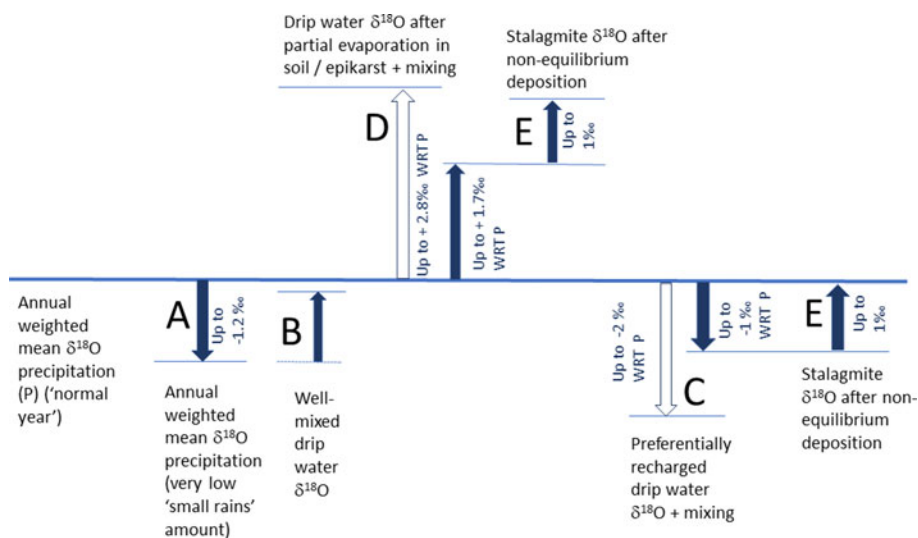 Drip water δ¹⁸O after
partial evaporation in
soil / epikarst + mixing
D
Up to + 2.8‰ WRT P
Up to + 1.7‰
WRT P
Stalagmite δ¹⁸O after
non-equilibrium
deposition
E
Up to
1‰
Annual
weighted
mean δ¹⁸O
precipitation
(P) (‘normal
year’)
A
Up to
-1.2 ‰
Annual
weighted
mean δ¹⁸O
precipitation
(very low
‘small rains’
amount)
B
Well-
mixed
drip
water
δ¹⁸O
Up to -2 ‰
WRT P
C
Preferentially
recharged
drip water
δ¹⁸O + mixing
Up to
-1 ‰
WRT P
E
Up to
1‰
Stalagmite
δ¹⁸O after non-
equilibrium
deposition